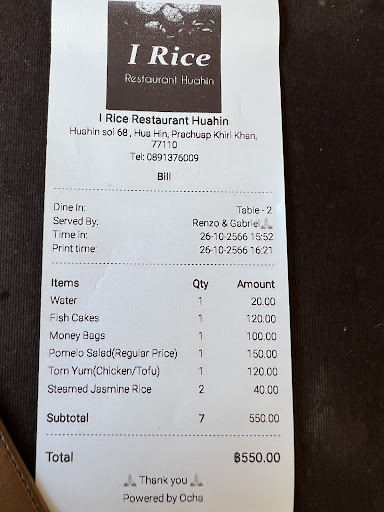 I Rice
Restaurant Huahin
I Rice Restaurant Huahin
Huahin soi 68 , Hua Hin, Prachuap Khiri Khan,
77110
Tel: 0891376009
Bill
Dine In: Table - 2
Served By: Renzo & Gabriel🙏
Time in: 26-10-2566 15:52
Print time: 26-10-2566 16:21
Items Qty Amount
Water 1 20.00
Fish Cakes 1 120.00
Money Bags 1 100.00
Pomelo Salad(Regular Price) 1 150.00
Tom Yum(Chicken/Tofu) 1 120.00
Steamed Jasmine Rice 2 40.00
Subtotal 7 550.00
Total ฿550.00
🙏 Thank you 🙏
Powered by Ocha